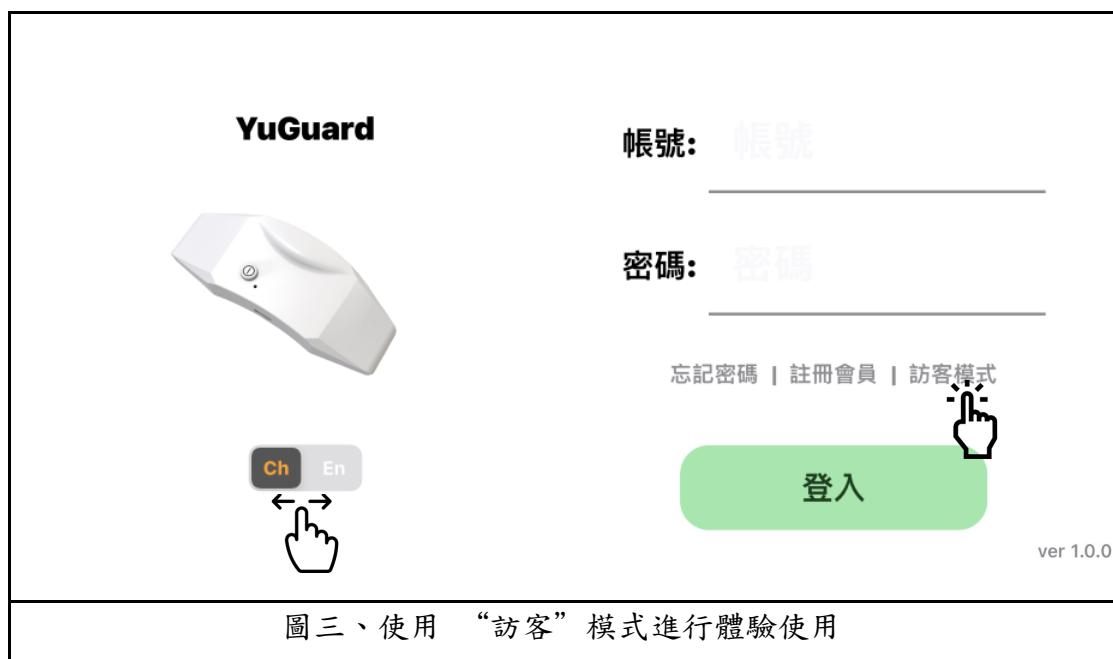 YuGuard
帳號: 帳號
密碼: 密碼
忘記密碼 | 註冊會員 | 訪客模式
Ch En
登入
ver 1.0.0
圖三、使用 “訪客”模式進行體驗使用